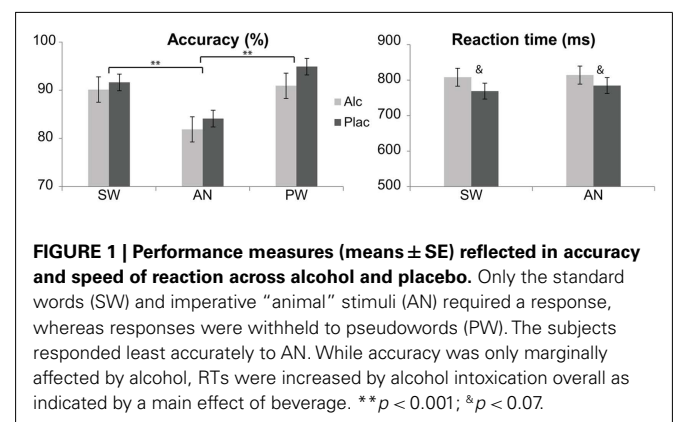 Accuracy (%)
100
90
80
70
**
**
SW
AN
PW
Alc
Plac
Reaction time (ms)
900
800
700
600
500
&
&
SW
AN
FIGURE 1 | Performance measures (means ± SE) reflected in accuracy
and speed of reaction across alcohol and placebo. Only the standard
words (SW) and imperative “animal” stimuli (AN) required a response,
whereas responses were withheld to pseudowords (PW). The subjects
responded least accurately to AN. While accuracy was only marginally
affected by alcohol, RTs were increased by alcohol intoxication overall as
indicated by a main effect of beverage. **p < 0.001; &p < 0.07.